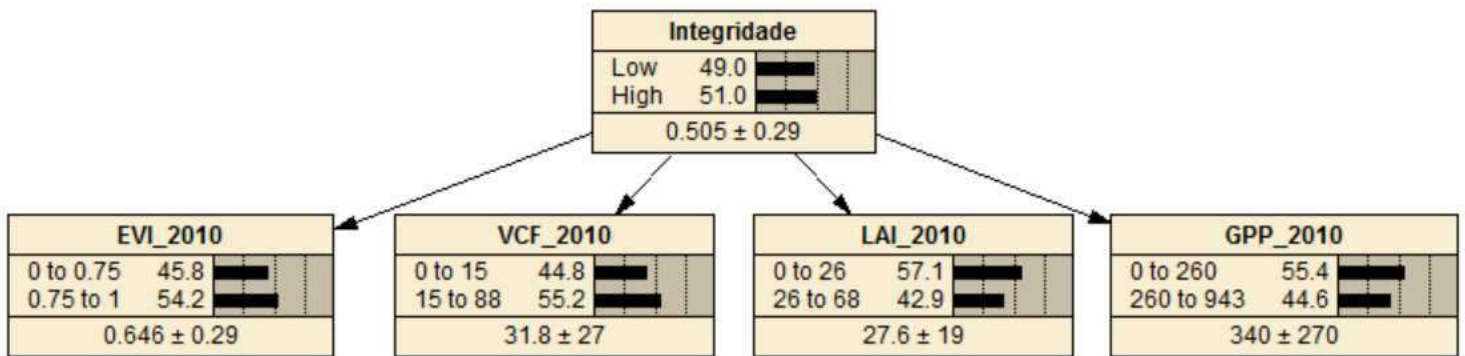 Integridade
Low 49.0
High 51.0
0.505 ± 0.29
EVI_2010
0 to 0.75 45.8
0.75 to 1 54.2
0.646 ± 0.29
VCF_2010
0 to 15 44.8
15 to 88 55.2
31.8 ± 27
LAI_2010
0 to 26 57.1
26 to 68 42.9
27.6 ± 19
GPP_2010
0 to 260 55.4
260 to 943 44.6
340 ± 270